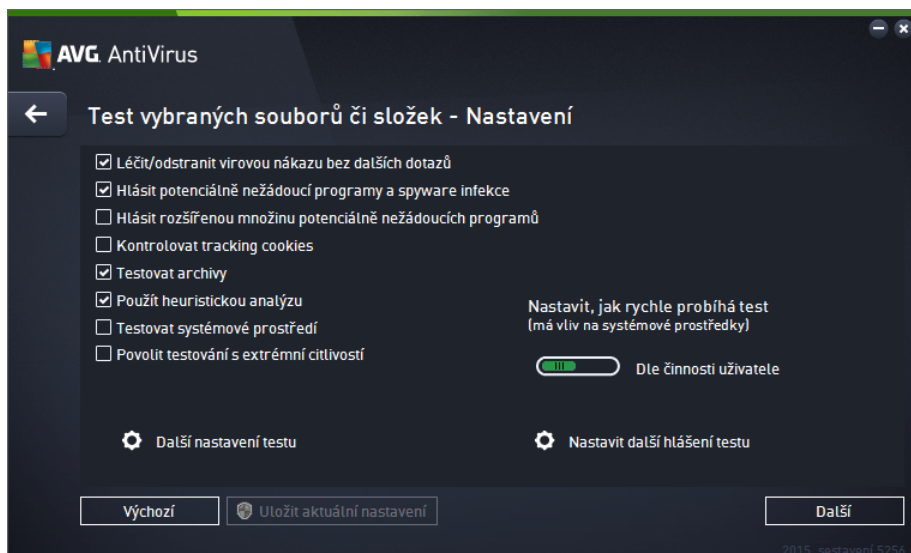 AVG AntiVirus
Test vybraných souborů či složek - Nastavení
Léčit/odstranit virovou nákazu bez dalších dotazů
Hlásit potenciálně nežádoucí programy a spyware infekce
Hlásit rozšířenou množinu potenciálně nežádoucích programů
Kontrolovat tracking cookies
Testovat archivy
Použít heuristickou analýzu
Testovat systémové prostředí
Povolit testování s extrémní citlivostí
Nastavit, jak rychle probíhá test
(má vliv na systémové prostředky)
Dle činnosti uživatele
Další nastavení testu
Nastavit další hlášení testu
Výchozí
Uložit aktuální nastavení
Další
2015, sestavení 5256